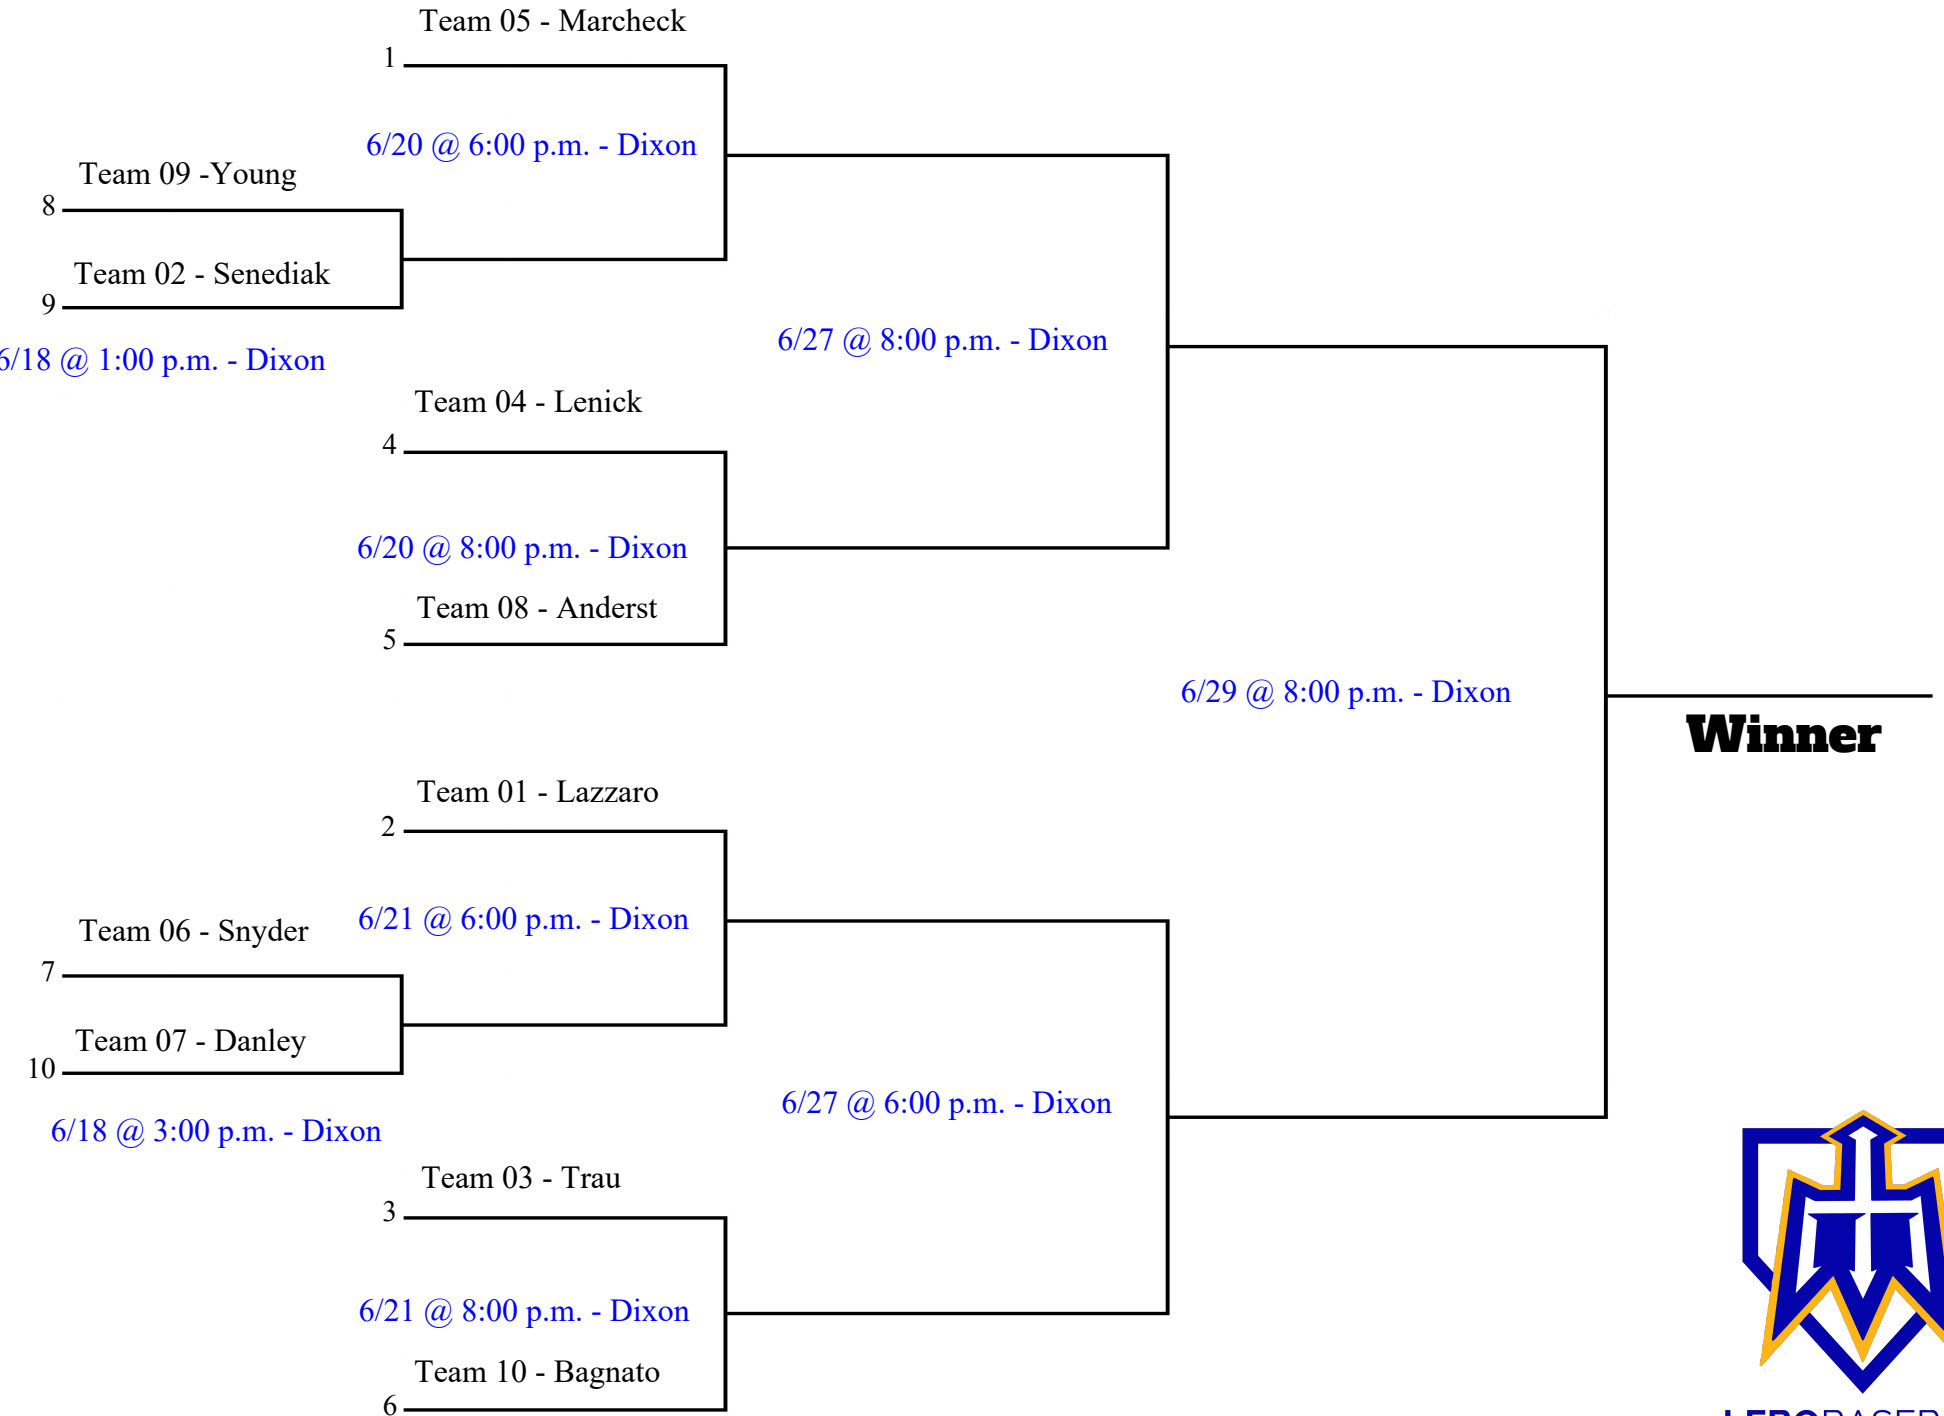 Team 05 - Marcheck
1
6/20 @ 6:00 p.m. - Dixon
Team 09 -Young
8
Team 02 - Senediak
9
6/18 @ 1:00 p.m. - Dixon
6/27 @ 8:00 p.m. - Dixon
Team 04 - Lenick
4
6/20 @ 8:00 p.m. - Dixon
Team 08 - Anderst
5
6/29 @ 8:00 p.m. - Dixon
Winner
Team 01 - Lazzaro
2
6/21 @ 6:00 p.m. - Dixon
Team 06 - Snyder
7
Team 07 - Danley
10
6/18 @ 3:00 p.m. - Dixon
6/27 @ 6:00 p.m. - Dixon
Team 03 - Trau
3
6/21 @ 8:00 p.m. - Dixon
Team 10 - Bagnato
6